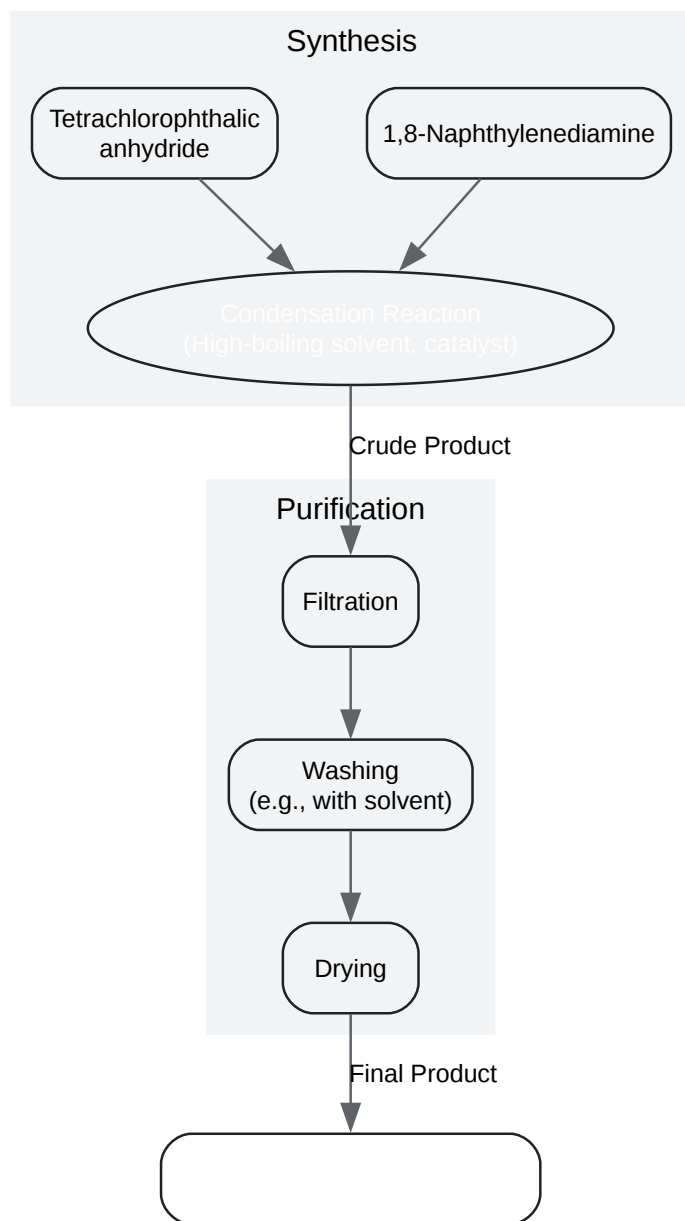 Synthesis
Tetrachlorophthalic
anhydride
1,8-Naphthylenediamine
Condensation Reaction
(High-boiling solvent, catalyst)
Crude Product
Purification
Filtration
Washing
(e.g., with solvent)
Drying
Final Product